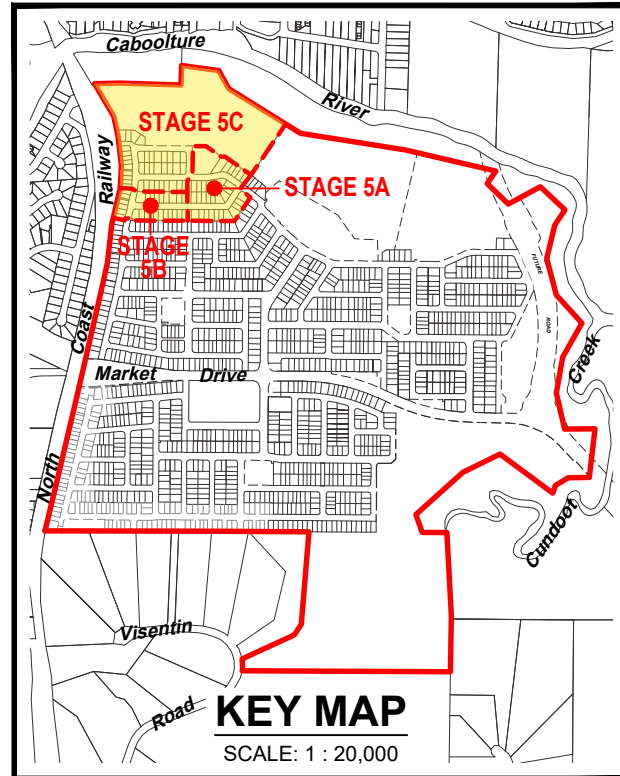 Caboolture
River
STAGE 5C
Railway
STAGE 5A
STAGE
5B
FUTURE
ROAD
Coast
Creek
Market Drive
North
Cundoot
Visentin
Road
KEY MAP
SCALE: 1 : 20,000